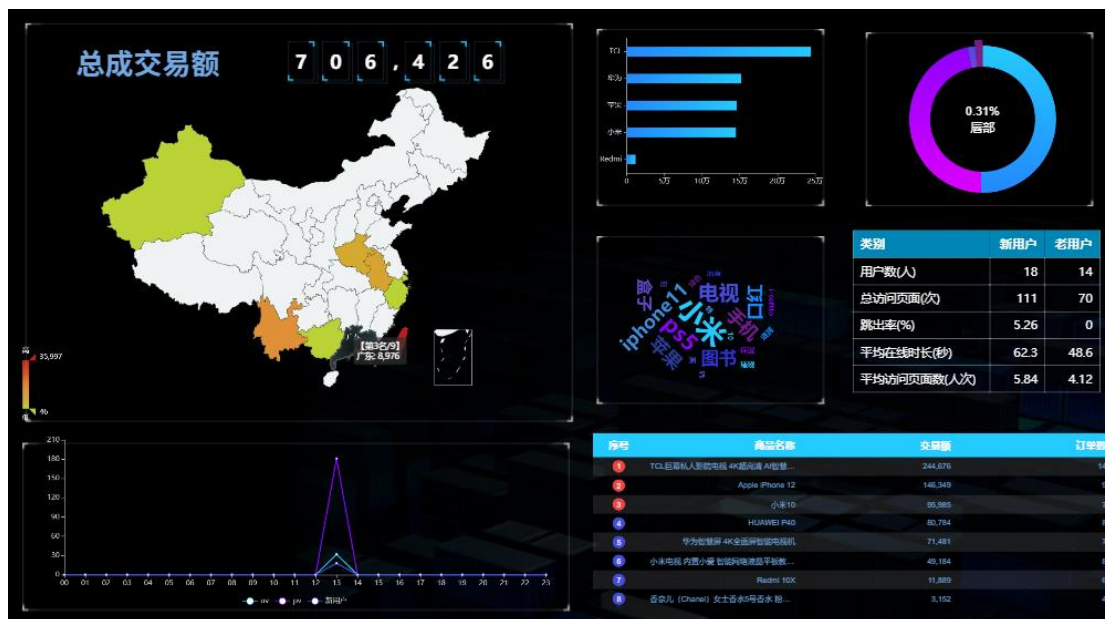 总成交易额 706,426
高 35,997
低 46
【第3名/9】
广东: 8,976
TCL
华为
苹果
小米
Redmi
0 5万 10万 15万 20万 25万
0.31%
唇部
小米
ps5
iphone11
电视
手机
图书
苹果
盒子
类别 新用户 老用户
用户数(人) 18 14
总访问页面(次) 111 70
跳出率(%) 5.26 0
平均在线时长(秒) 62.3 48.6
平均访问页面数(人次) 5.84 4.12
210
180
150
120
90
60
30
0
00 01 02 03 04 05 06 07 08 09 10 11 12 13 14 15 16 17 18 19 20 21 22 23
uv pv 新用户
序号 商品名称 交易额 订单数
1 TCL巨幕私人影院电视 4K超高清 AI智慧... 244,676 14
2 Apple iPhone 12 146,349
3 小米10 95,985
4 HUAWEI P40 80,784
5 华为智慧屏 4K全面屏智能电视机 71,481
6 小米电视 内置小爱 智能网络液晶平板教... 49,184
7 Redmi 10X 11,889
8 香奈儿（Chanel）女士香水5号香水 粉... 3,152